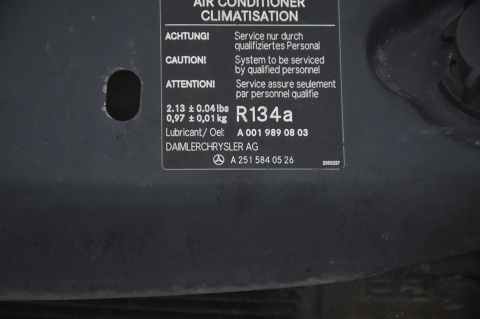 AIR CONDITIONER
CLIMATISATION
ACHTUNG! Service nur durch
qualifiziertes Personal
CAUTION! System to be serviced
by qualified personnel
ATTENTION! Service assure seulement
par personnel qualifie
2.13 ± 0.04 lbs
0,97 ± 0,01 kg R134a
Lubricant / Oel: A 001 989 08 03
DAIMLERCHRYSLER AG
A 251 584 05 26